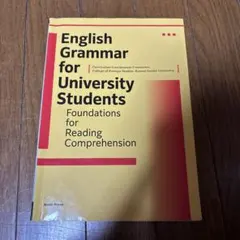 English
Grammar
for
University
Students
Foundations
for
Reading
Comprehension